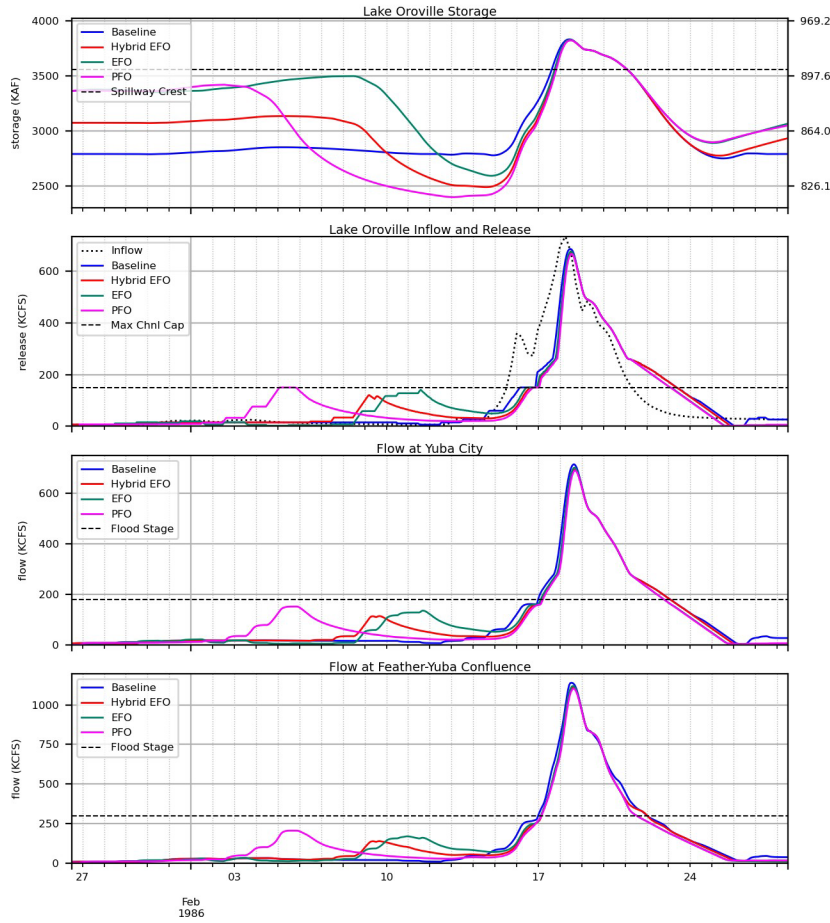 Lake Oroville Storage
storage (KAF)
4000
3500
3000
2500
969.2
897.6
864.0
826.1
Baseline
Hybrid EFO
EFO
PFO
Spillway Crest
Lake Oroville Inflow and Release
release (KCFS)
600
400
200
0
Inflow
Baseline
Hybrid EFO
EFO
PFO
Max Chnl Cap
Flow at Yuba City
flow (KCFS)
600
400
200
0
Baseline
Hybrid EFO
EFO
PFO
Flood Stage
Flow at Feather-Yuba Confluence
flow (KCFS)
1000
750
500
250
0
Baseline
Hybrid EFO
EFO
PFO
Flood Stage
27 03 10 17 24
Feb
1986